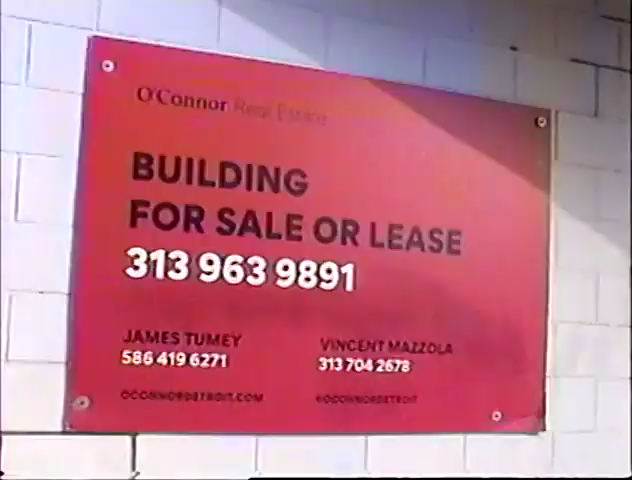 O'Connor Real Estate
BUILDING
FOR SALE OR LEASE
313 963 9891
JAMES TUMEY
586 419 6271
VINCENT MAZZOLA
313 704 2678
OCONNORDETROIT.COM
@OCONNORDETROIT